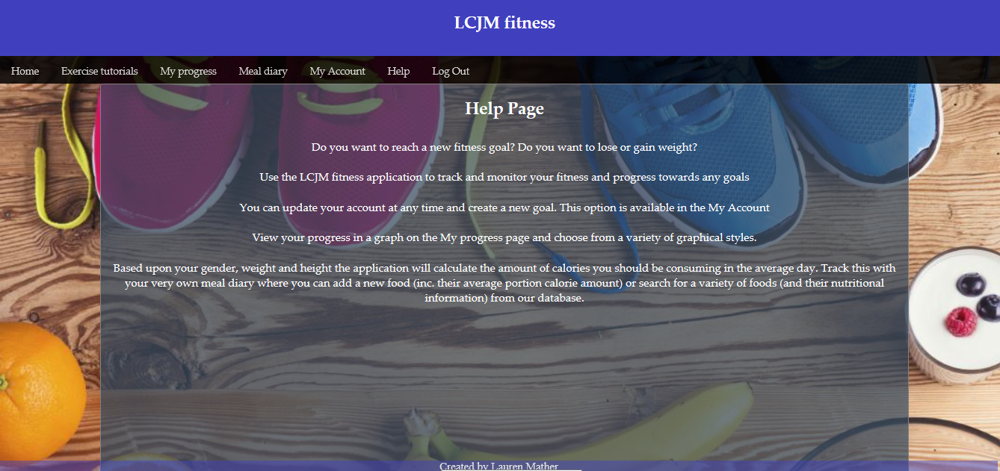 LCJM fitness
Home Exercise tutorials My progress Meal diary My Account Help Log Out
Help Page
Do you want to reach a new fitness goal? Do you want to lose or gain weight?
Use the LCJM fitness application to track and monitor your fitness and progress towards any goals
You can update your account at any time and create a new goal. This option is available in the My Account
View your progress in a graph on the My progress page and choose from a variety of graphical styles.
Based upon your gender, weight and height the application will calculate the amount of calories you should be consuming in the average day. Track this with
your very own meal diary where you can add a new food (inc. their average portion calorie amount) or search for a variety of foods (and their nutritional
information) from our database.
Created by Lauren Mather